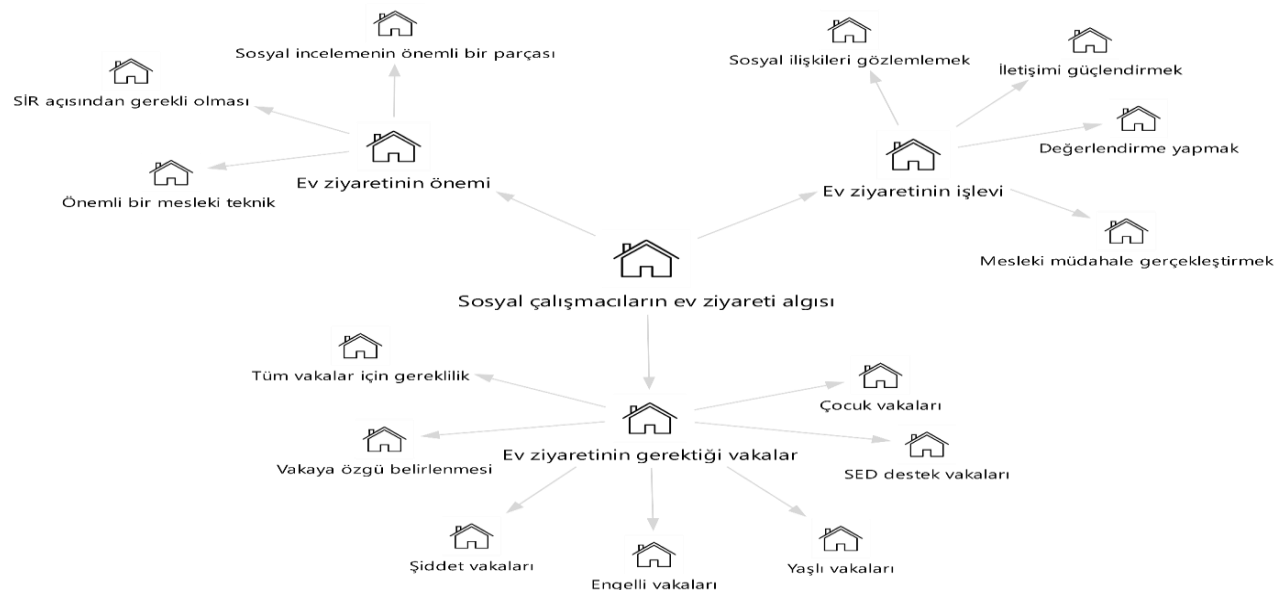 Sosyal incelemenin önemli bir parçası
SİR açısından gerekli olması
Önemli bir mesleki teknik
Ev ziyaretinin önemi
Sosyal ilişkileri gözlemlemek
İletişimi güçlendirmek
Değerlendirme yapmak
Ev ziyaretinin işlevi
Mesleki müdahale gerçekleştirmek
Sosyal çalışmacıların ev ziyareti algısı
Tüm vakalar için gereklilik
Çocuk vakaları
Ev ziyaretinin gerektiği vakalar
Vakaya özgü belirlenmesi
SED destek vakaları
Şiddet vakaları
Engelli vakaları
Yaşlı vakaları